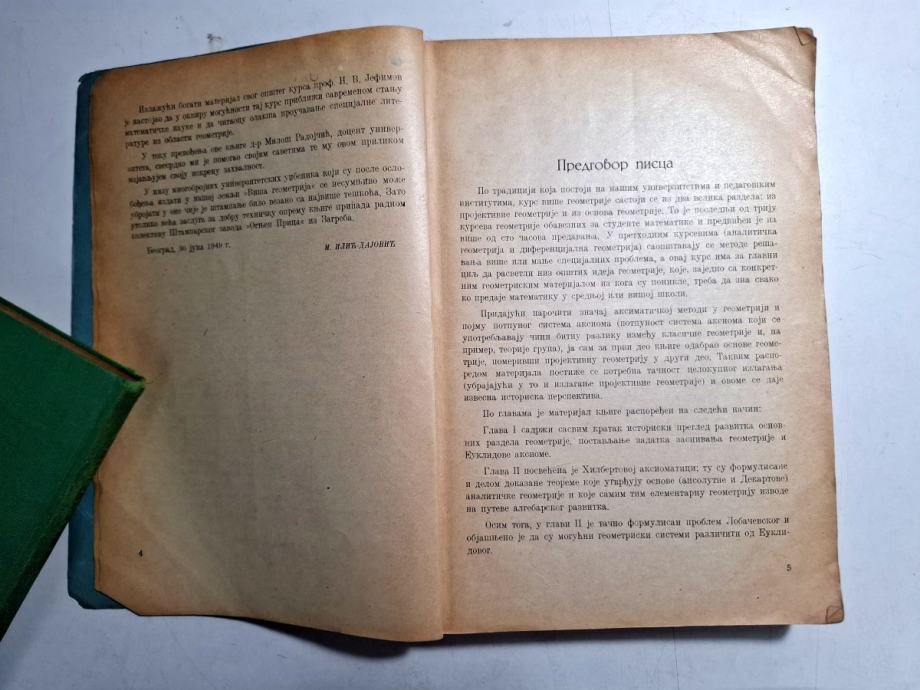 Излажући богати материјал свог општег курса проф. Н. В. Јефимов
је настојао да у оквиру могућности тај курс приближи савременом стању
математичке науке и да читаоцу олакша проучавање специјалне лите-
ратуре из области геометрије.
У току превођења ове књиге д-р Милош Радојчић, доцент универ-
зитета, свесрдно ми је помогао својим саветима те му овом приликом
изјављујем своју искрену захвалност.
У низу многобројних универзитетских уџбеника који су после осло-
бођења издати у нашој земљи »Виша геометрија« се несумњиво може
убројати у оне чије је штампање било везано са највише тешкоћа. Зато
утолико већа заслуга за добру техничку опрему књиге припада радном
колективу Штампарског завода »Огњен Прица« из Загреба.
Београд, 30 јуна 1949 г.
М. ИЛИЋ-ДАЈОВИЋ
4
Предговор писца
По традицији која постоји на нашим универзитетима и педагошким
институтима, курс више геометрије састоји се из два велика раздела: из
пројективне геометрије и из основа геометрије. То је последњи од трију
курсева геометрије обавезних за студенте математике и предвиђен је на
више од сто часова предавања. У претходним курсевима (аналитичка
геометрија и диференцијална геометрија) саопштавају се методе реша-
вања више или мање специјалних проблема, а овај курс има за главни
циљ да расветли низ општих идеја геометрије, које, заједно са конкрет-
ним геометриским материјалом из кога су поникле, треба да зна свако
ко предаје математику у средњој или вишој школи.
Придајући нарочити значај аксиматичкој методи у геометрији и
појму потпуног система аксиома (потпуност система аксиома који се
употребљавају чини битну разлику између класичне геометрије и, на
пример, теорије група), ја сам за први део књиге одабрао основе геоме-
трије, померивши пројективну геометрију у други део. Таквим распо-
редом материјала постиже се потребна тачност целокупног излагања
(убрајајући у то и излагање пројективне геометрије) и овоме се даје
извесна историска перспектива.
По главама је материјал књиге распоређен на следећи начин:
Глава I садржи сасвим кратак историски преглед развитка основ-
них раздела геометрије, постављање задатка заснивања геометрије и
Еуклидове аксиоме.
Глава II посвећена је Хилбертовој аксиоматици; ту су формулисане
и делом доказане теореме које утврђују основе (апсолутне и Декартове)
аналитичке геометрије и које самим тим елементарну геометрију изводе
на путеве алгебарског развитка.
Осим тога, у глави II је тачно формулисан проблем Лобачевског и
објашњено је да су могућни геометриски системи различити од Еукли-
довог.
5